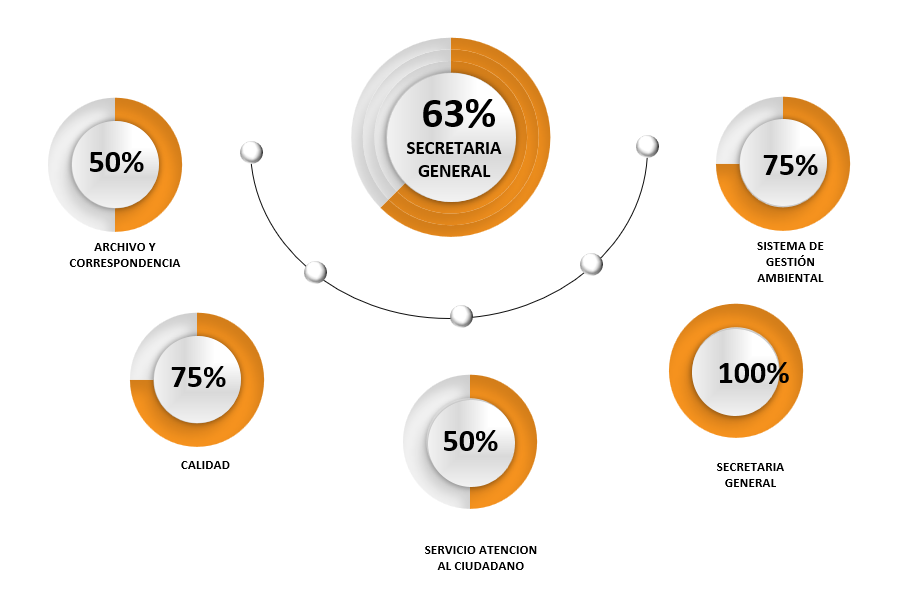 63%
SECRETARIA
GENERAL
50%
ARCHIVO Y
CORRESPONDENCIA
75%
SISTEMA DE
GESTIÓN
AMBIENTAL
75%
CALIDAD
50%
SERVICIO ATENCION
AL CIUDADANO
100%
SECRETARIA
GENERAL